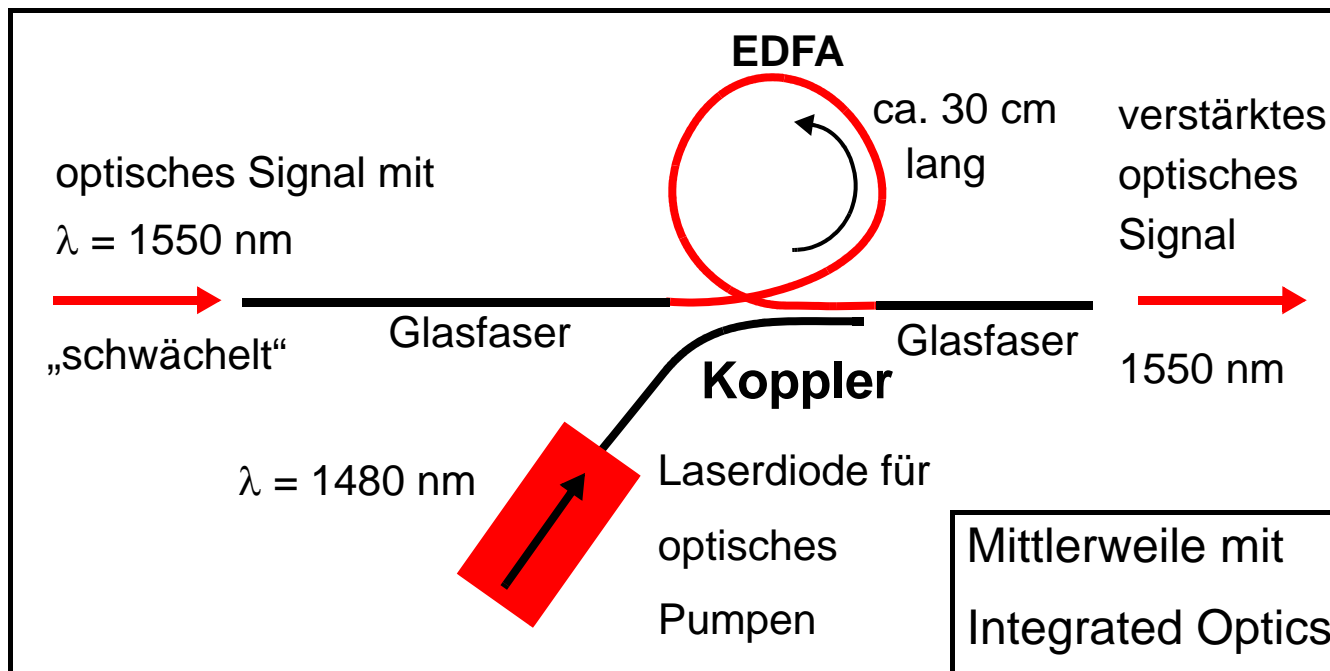 EDFA
ca. 30 cm
lang
verstärktes
optisches
Signal
optisches Signal mit
λ = 1550 nm
Glasfaser
Glasfaser
„schwächelt“
1550 nm
Koppler
λ = 1480 nm
Laserdiode für
optisches
Pumpen
Mittlerweile mit
Integrated Optics